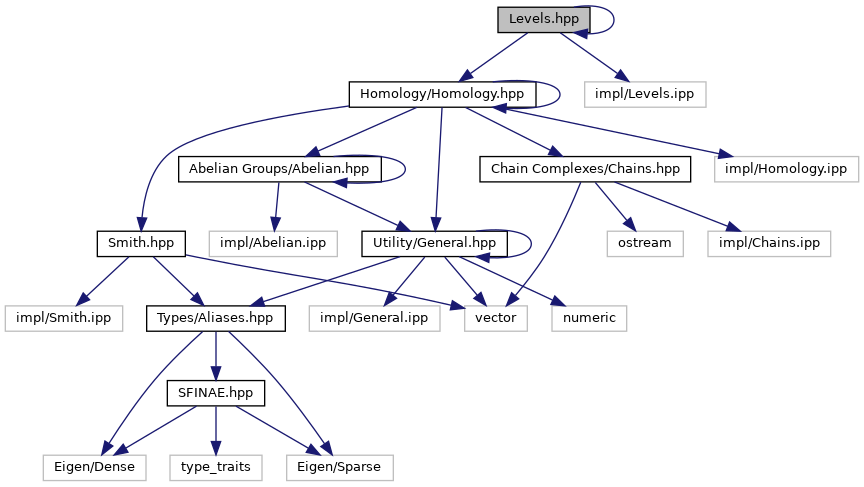 Levels.hpp
Homology/Homology.hpp
impl/Levels.ipp
Abelian Groups/Abelian.hpp
Chain Complexes/Chains.hpp
impl/Homology.ipp
Smith.hpp
impl/Abelian.ipp
Utility/General.hpp
ostream
impl/Chains.ipp
impl/Smith.ipp
Types/Aliases.hpp
impl/General.ipp
vector
numeric
SFINAE.hpp
Eigen/Dense
type_traits
Eigen/Sparse